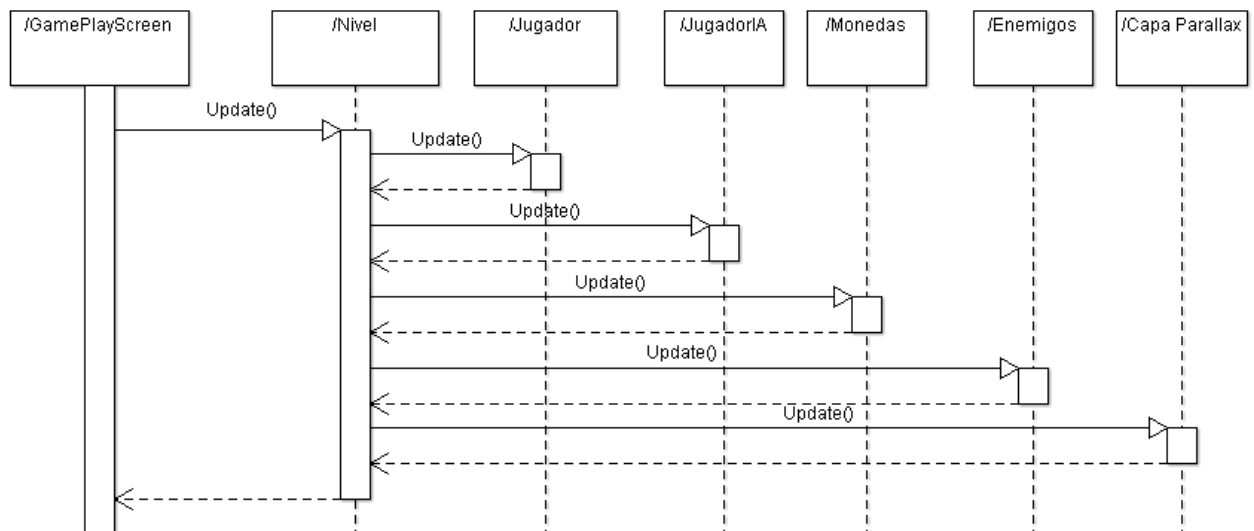 /GamePlayScreen
/Nivel
/Jugador
/JugadorIA
/Monedas
/Enemigos
/Capa Parallax
Update()
Update()
Update()
Update()
Update()
Update()